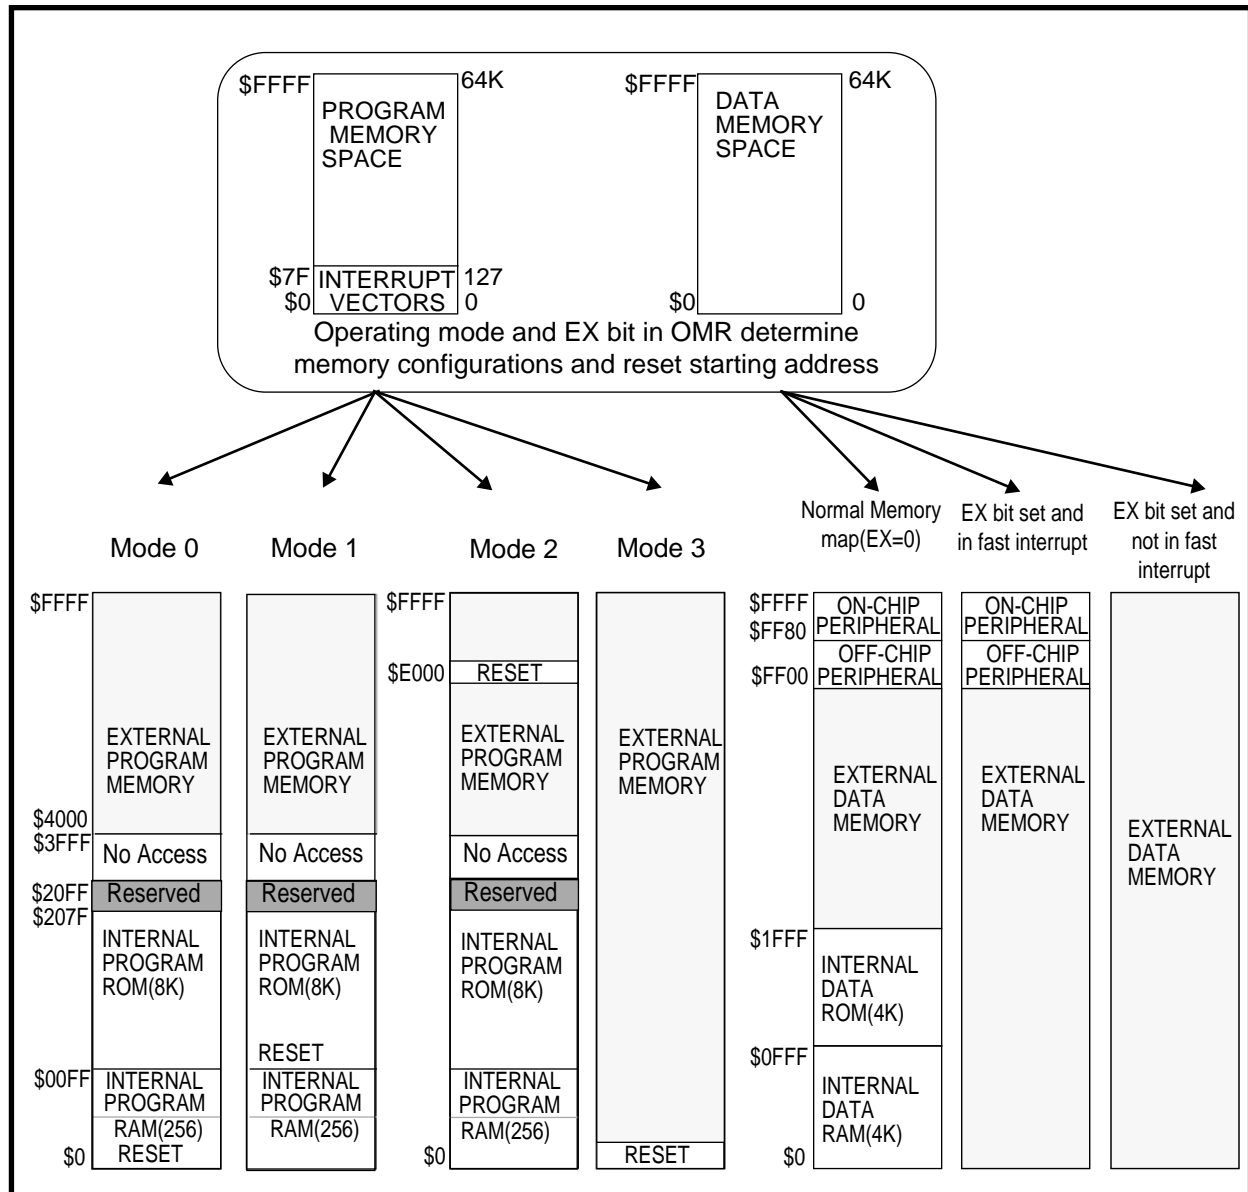 $FFFF
64K
PROGRAM
MEMORY
SPACE
$7F
INTERRUPT
127
$0
VECTORS
0
$FFFF
64K
DATA
MEMORY
SPACE
$0
0
Operating mode and EX bit in OMR determine
memory configurations and reset starting address
Mode 0
$FFFF
EXTERNAL
PROGRAM
MEMORY
$4000
$3FFF
No Access
$20FF
Reserved
$207F
INTERNAL
PROGRAM
ROM(8K)
$00FF
INTERNAL
PROGRAM
RAM(256)
$0
RESET
Mode 1
EXTERNAL
PROGRAM
MEMORY
No Access
Reserved
INTERNAL
PROGRAM
ROM(8K)
RESET
INTERNAL
PROGRAM
RAM(256)
Mode 2
$FFFF
$E000
RESET
EXTERNAL
PROGRAM
MEMORY
No Access
Reserved
INTERNAL
PROGRAM
ROM(8K)
INTERNAL
PROGRAM
RAM(256)
$0
Mode 3
EXTERNAL
PROGRAM
MEMORY
RESET
Normal Memory
map(EX=0)
$FFFF
ON-CHIP
$FF80
PERIPHERAL
OFF-CHIP
$FF00
PERIPHERAL
EXTERNAL
DATA
MEMORY
$1FFF
INTERNAL
DATA
ROM(4K)
$0FFF
INTERNAL
DATA
RAM(4K)
$0
EX bit set and
in fast interrupt
ON-CHIP
PERIPHERAL
OFF-CHIP
PERIPHERAL
EXTERNAL
DATA
MEMORY
EX bit set and
not in fast
interrupt
EXTERNAL
DATA
MEMORY